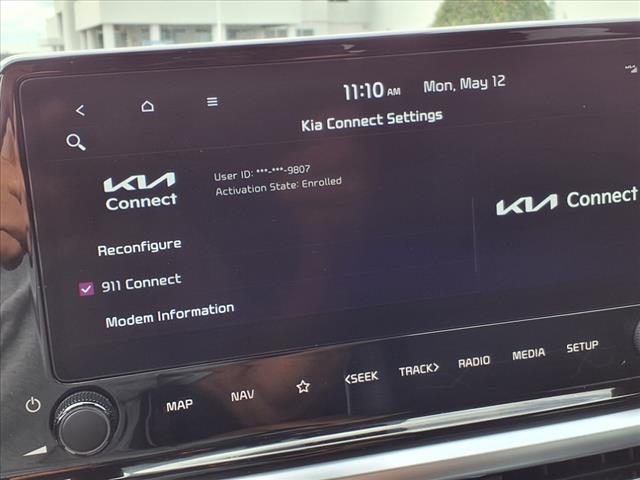 11:10 AM Mon, May 12
Kia Connect Settings
KIA
Connect
User ID: ***-***-9807
Activation State: Enrolled
KIA Connect
Reconfigure
911 Connect
Modem Information
MAP NAV <SEEK TRACK> RADIO MEDIA SETUP